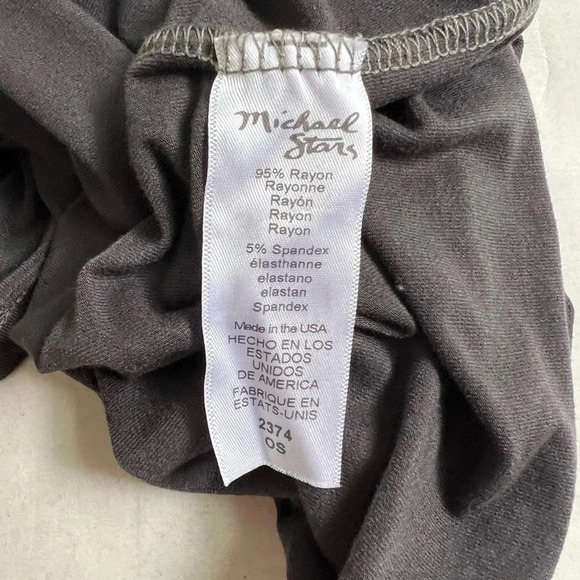 Michael
Stars
95% Rayon
Rayonne
Rayón
Rayon
Rayon
5% Spandex
élasthanne
elastano
elastan
Spandex
Made in the USA
HECHO EN LOS
ESTADOS
UNIDOS
DE AMERICA
FABRIQUE EN
ESTATS-UNIS
2374
OS